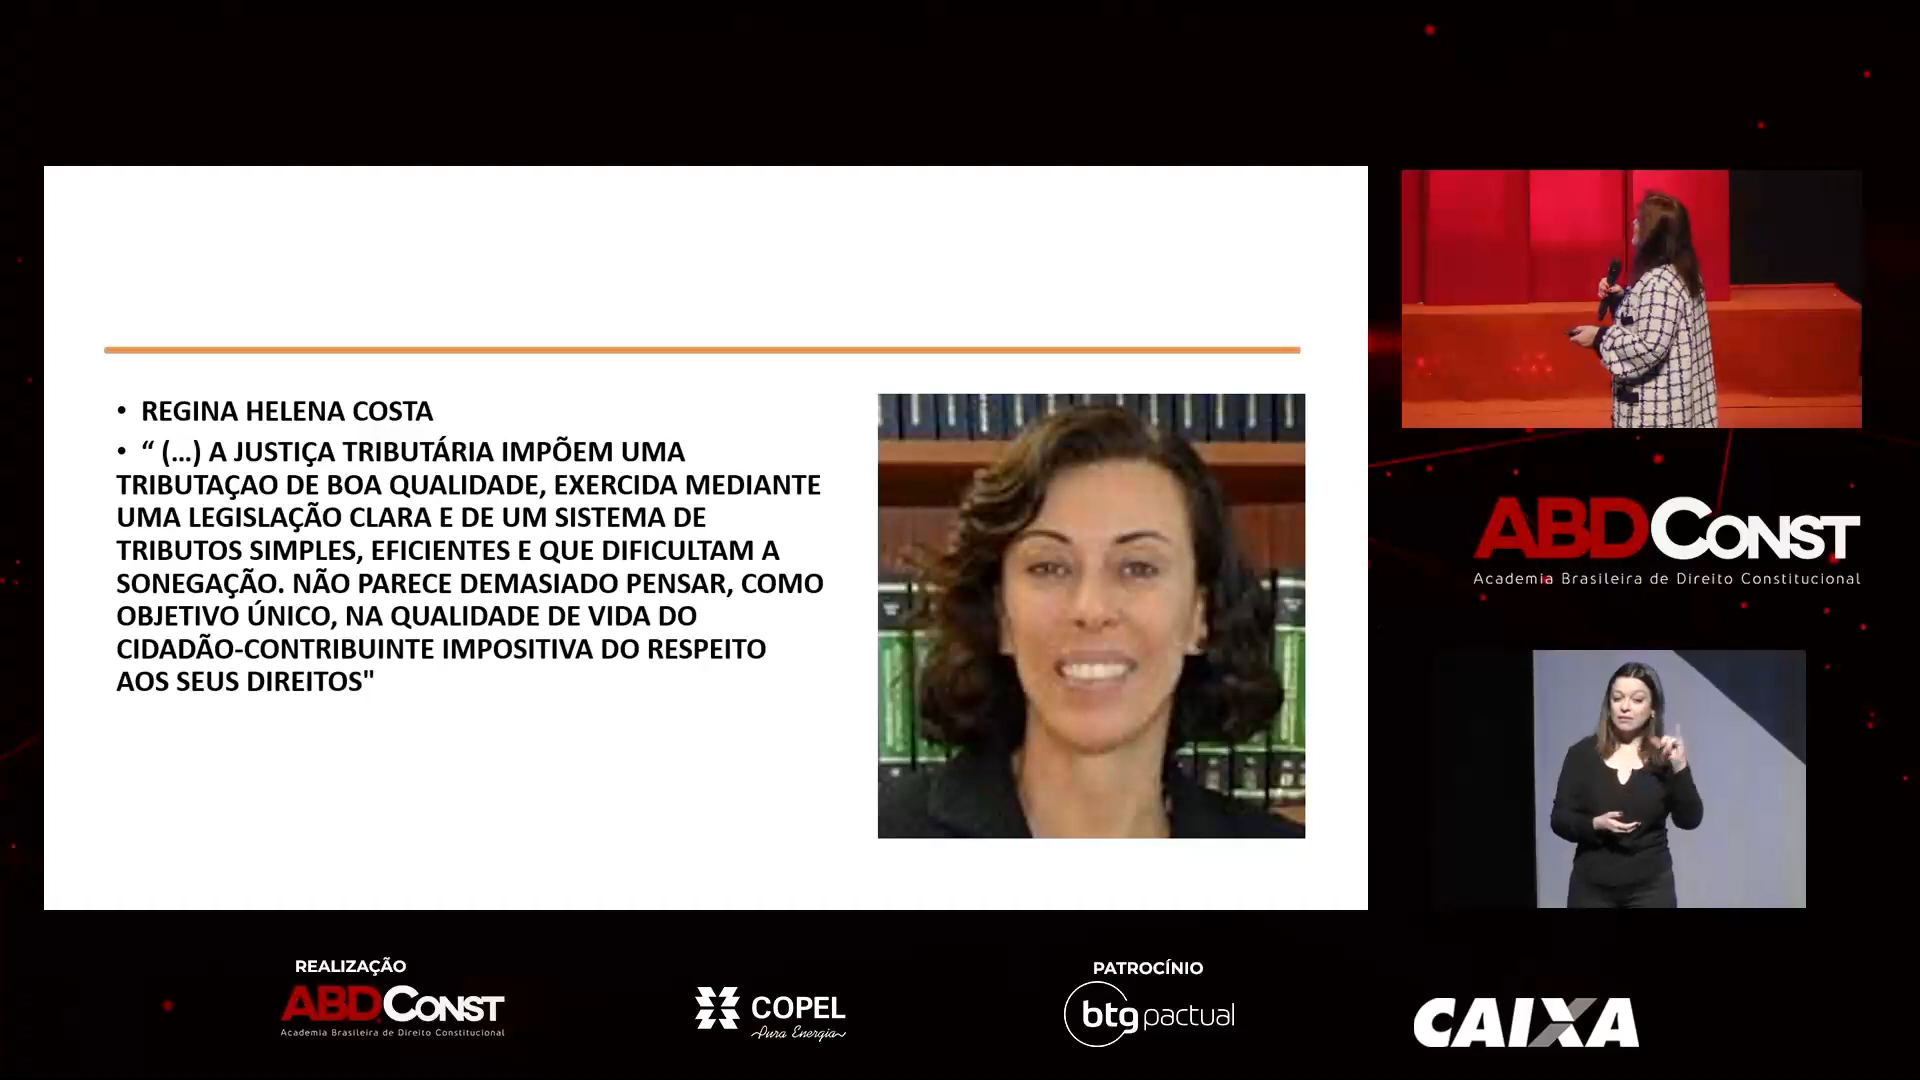 • REGINA HELENA COSTA
• “ (...) A JUSTIÇA TRIBUTÁRIA IMPÕEM UMA
TRIBUTAÇAO DE BOA QUALIDADE, EXERCIDA MEDIANTE
UMA LEGISLAÇÃO CLARA E DE UM SISTEMA DE
TRIBUTOS SIMPLES, EFICIENTES E QUE DIFICULTAM A
SONEGAÇÃO. NÃO PARECE DEMASIADO PENSAR, COMO
OBJETIVO ÚNICO, NA QUALIDADE DE VIDA DO
CIDADÃO-CONTRIBUINTE IMPOSITIVA DO RESPEITO
AOS SEUS DIREITOS"
ABDCONST
Academia Brasileira de Direito Constitucional
REALIZAÇÃO
ABDCONST
Academia Brasileira de Direito Constitucional
COPEL
Pura Energia
PATROCÍNIO
btgpactual
CAIXA